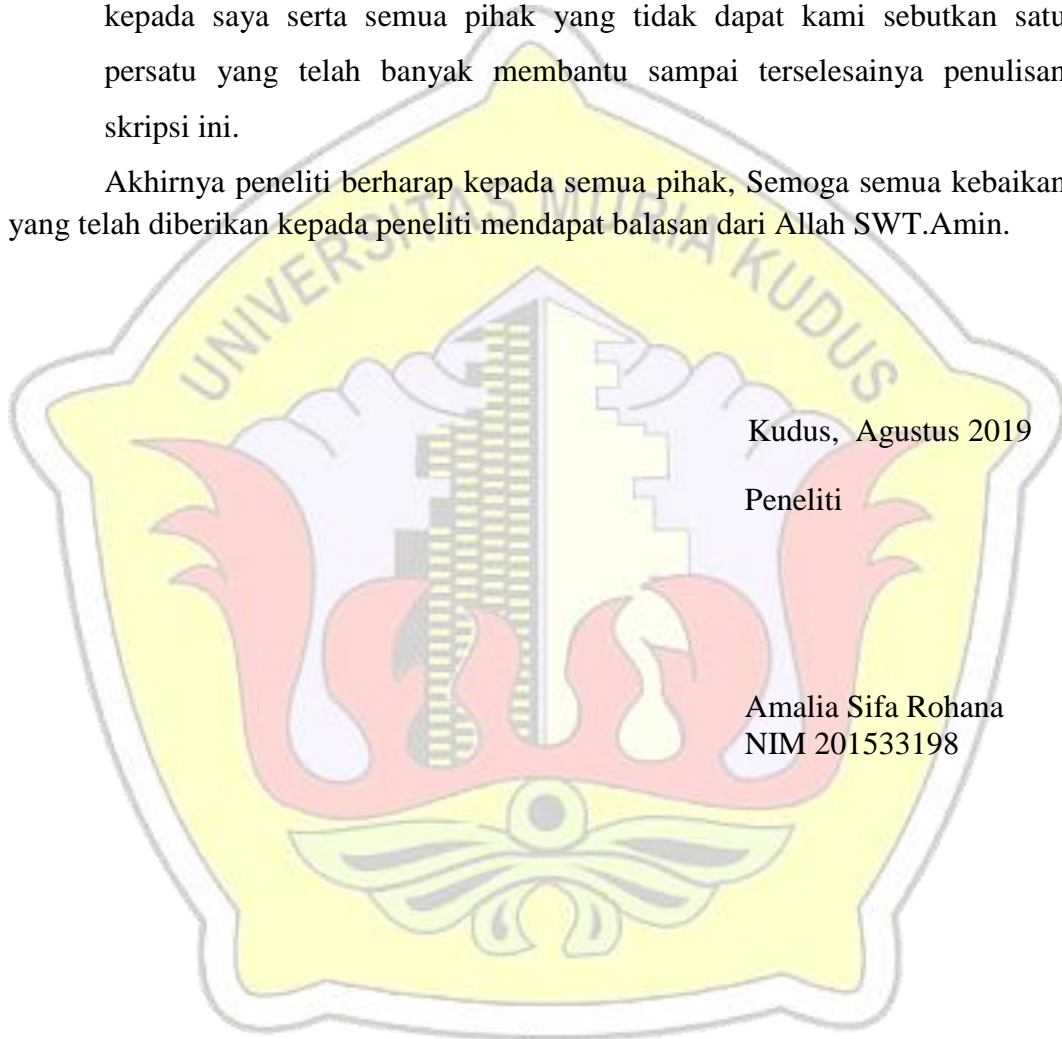 kepada saya serta semua pihak yang tidak dapat kami sebutkan satu
persatu yang telah banyak membantu sampai terselesainya penulisan
skripsi ini.
Akhirnya peneliti berharap kepada semua pihak, Semoga semua kebaikan
yang telah diberikan kepada peneliti mendapat balasan dari Allah SWT.Amin.
UNIVERSITAS MURIA KUDUS
Kudus, Agustus 2019
Peneliti
Amalia Sifa Rohana
NIM 201533198